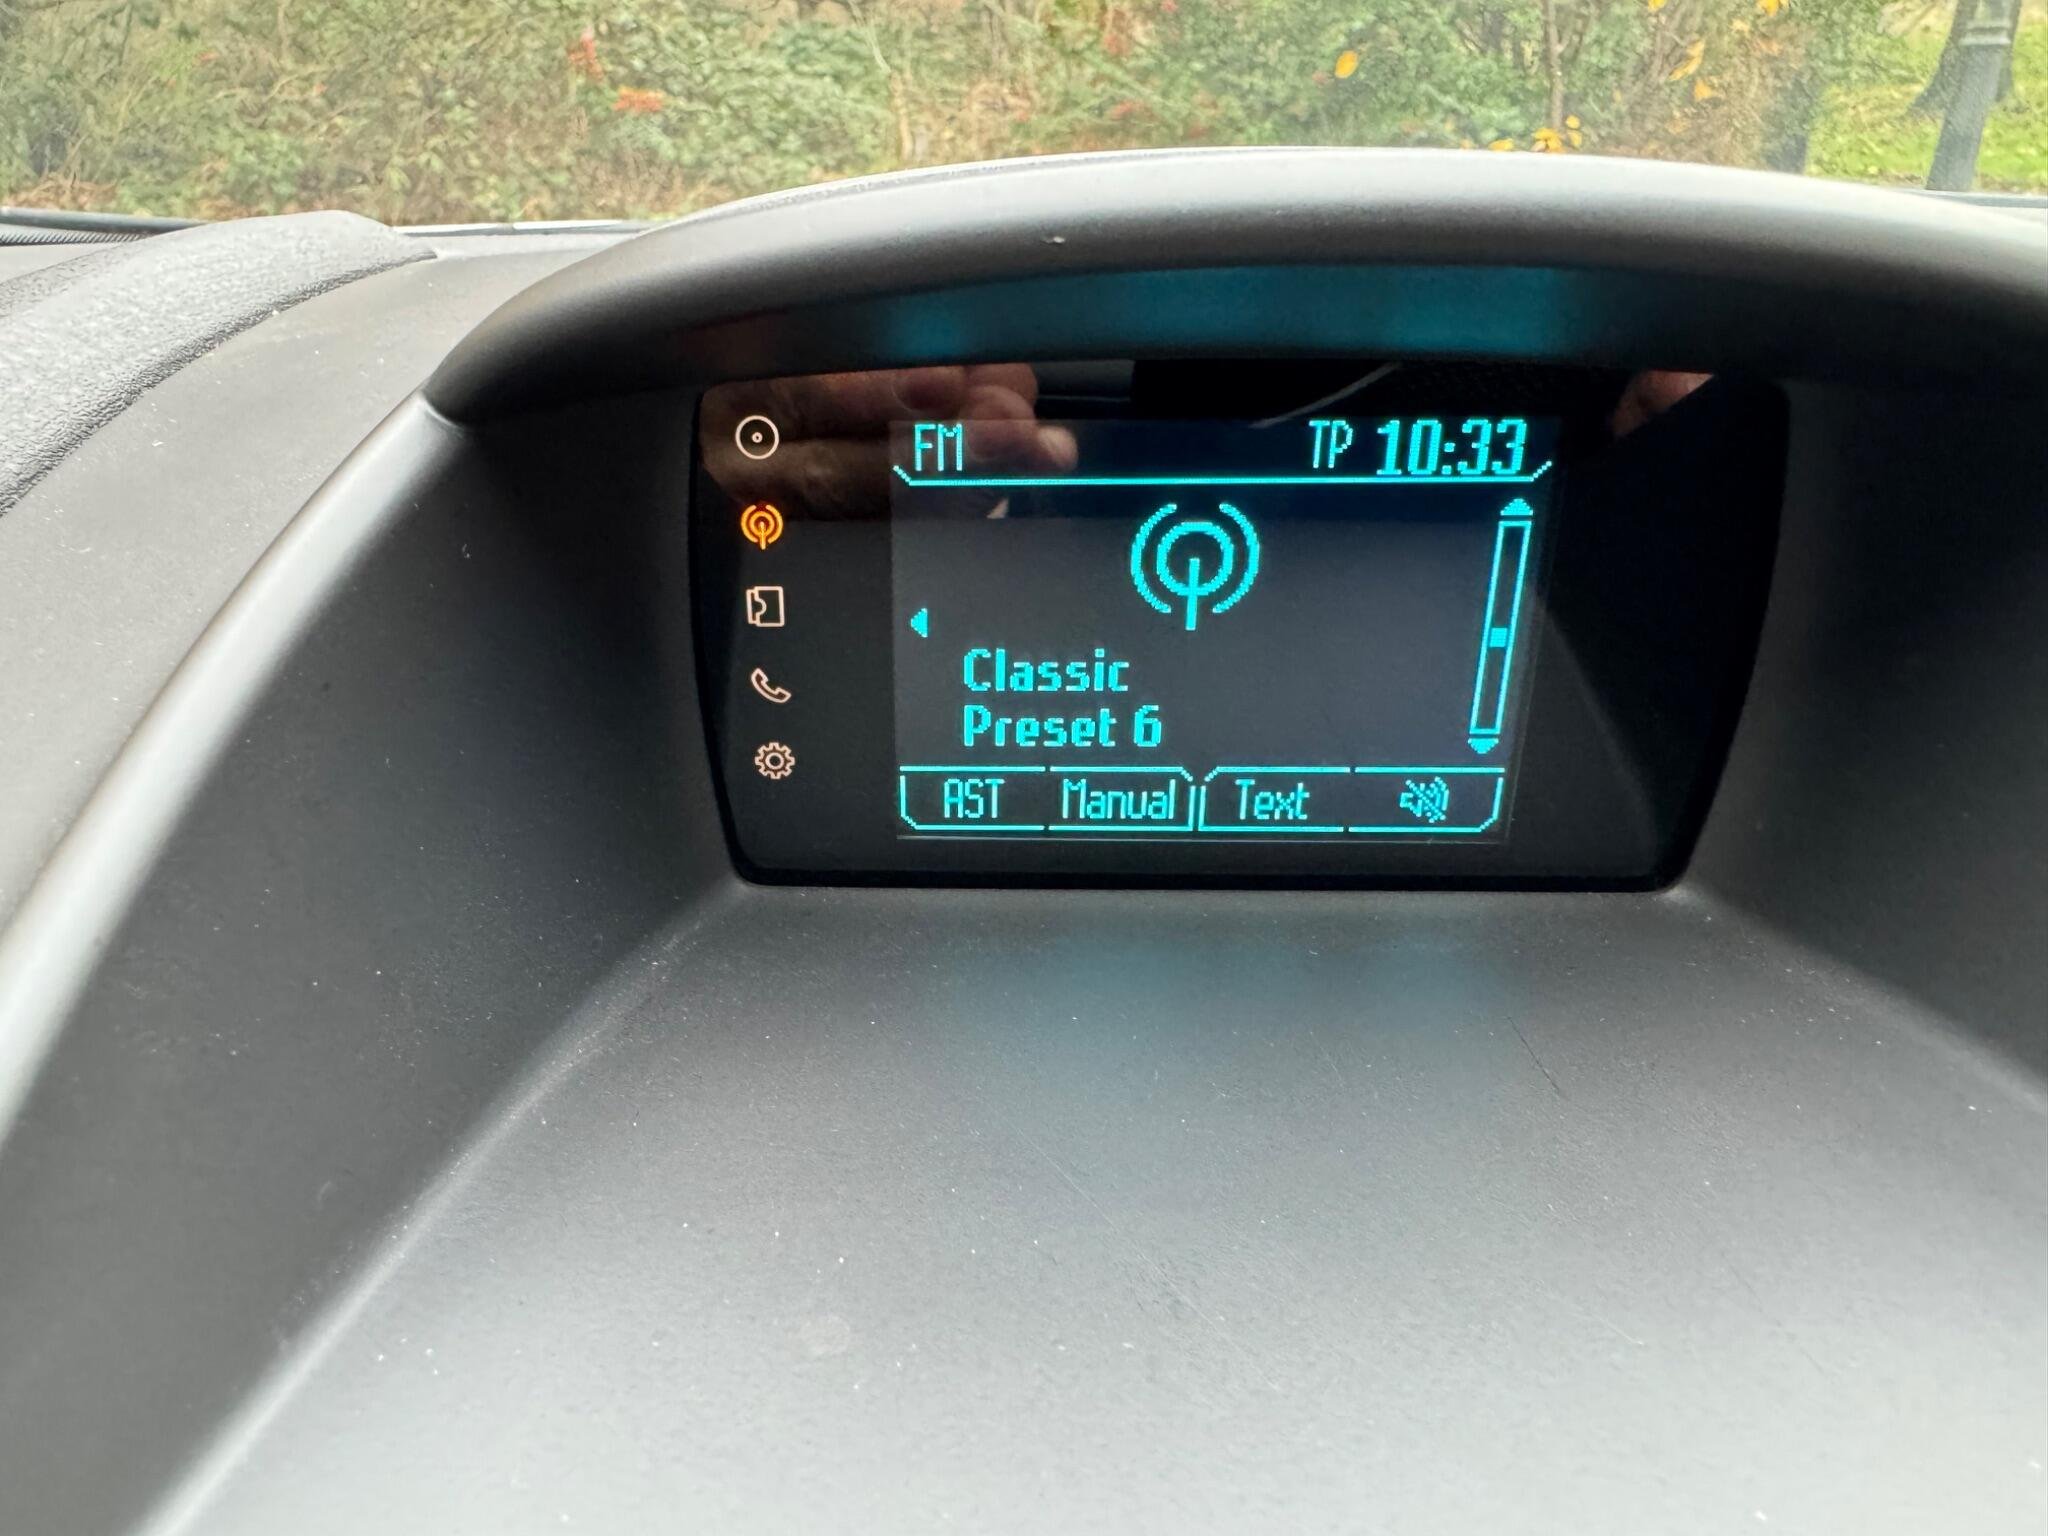 FM TP 10:33
Classic
Preset 6
AST Manual Text